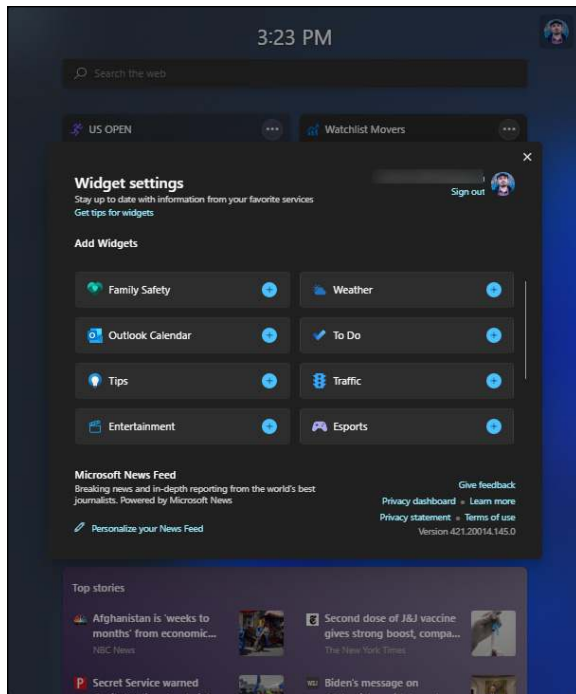 3:23 PM
Search the web
US OPEN
Watchlist Movers
Widget settings
Stay up to date with information from your favorite services
Get tips for widgets
Sign out
Add Widgets
Family Safety
Weather
Outlook Calendar
To Do
Tips
Traffic
Entertainment
Esports
Microsoft News Feed
Breaking news and in-depth reporting from the world's best
journalists. Powered by Microsoft News
Personalize your News Feed
Give feedback
Privacy dashboard Learn more
Privacy statement Terms of use
Version 421.20014.145.0
Top stories
Afghanistan is 'weeks to
months' from economic...
NBC News
Second dose of J&J vaccine
gives strong boost, compa...
The New York Times
Secret Service warned
WSJ
Biden's message on